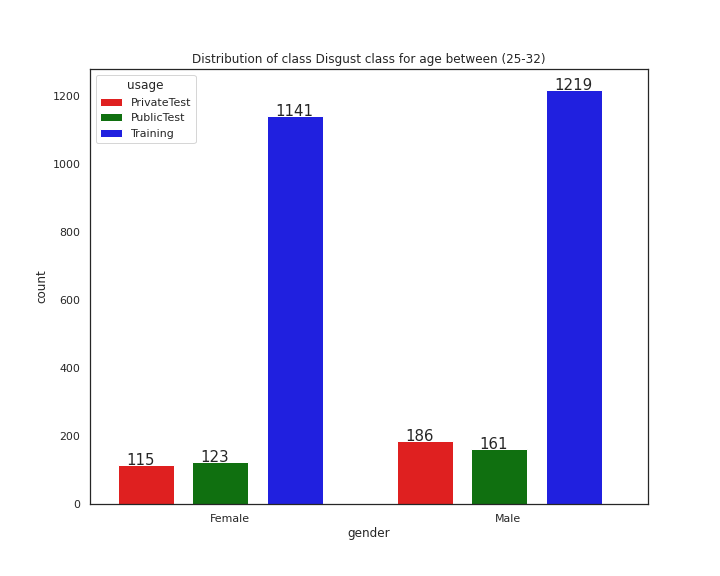 Distribution of class Disgust class for age between (25-32)
usage
PrivateTest
PublicTest
Training
1200
1000
800
600
400
200
0
count
115
123
1141
186
161
1219
Female
Male
gender